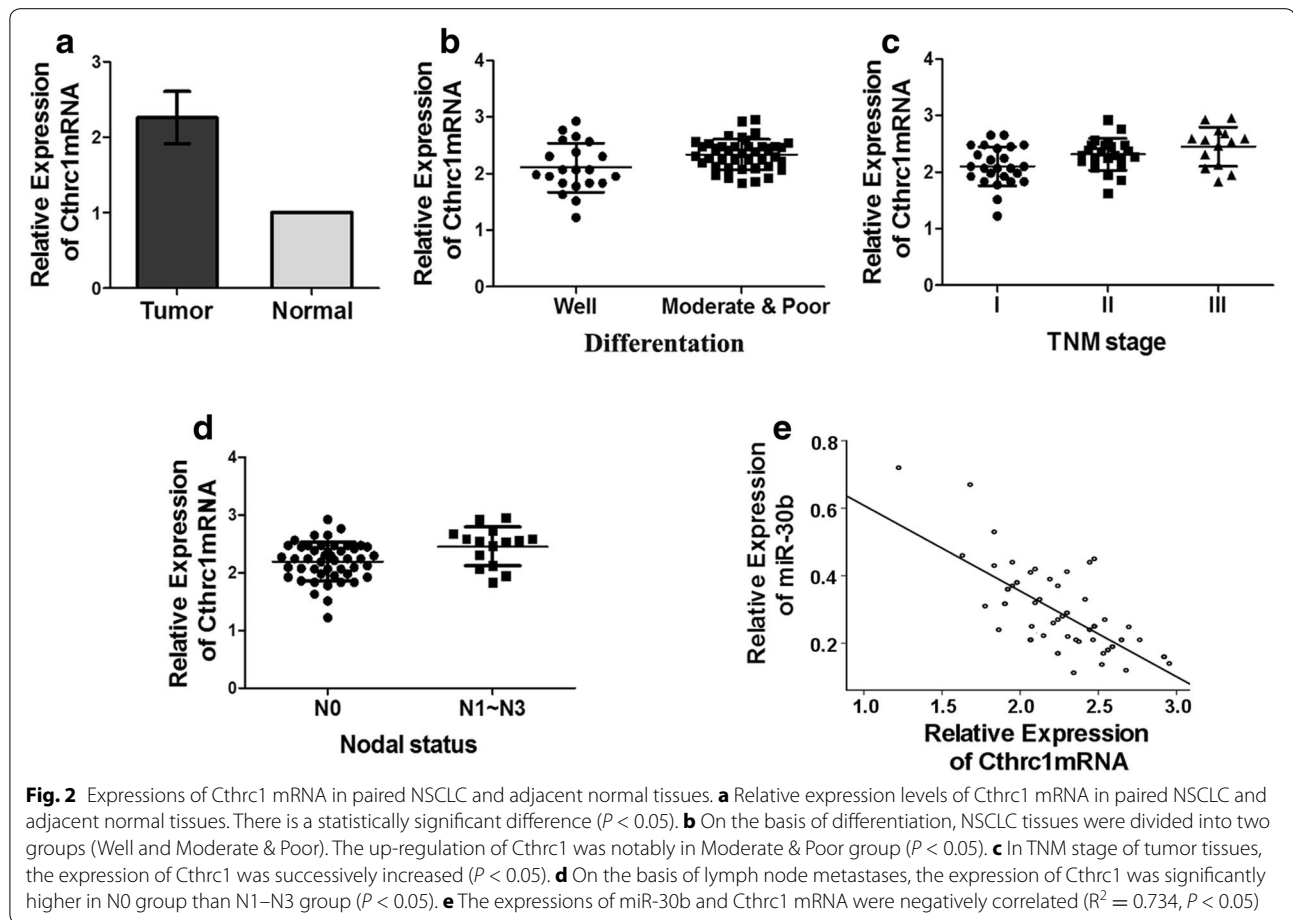 a
3
2
1
0
Relative Expression
of Cthrc1mRNA
Tumor Normal
b
4
3
2
1
0
Relative Expression
of Cthrc1mRNA
Well Moderate & Poor
Differentation
c
4
3
2
1
0
Relative Expression
of Cthrc1mRNA
I II III
TNM stage
d
4
3
2
1
0
Relative Expression
of Cthrc1mRNA
N0 N1~N3
Nodal status
e
0.8
0.6
0.4
0.2
Relative Expression
of miR-30b
1.0 1.5 2.0 2.5 3.0
Relative Expression
of Cthrc1mRNA
Fig. 2 Expressions of Cthrc1 mRNA in paired NSCLC and adjacent normal tissues. a Relative expression levels of Cthrc1 mRNA in paired NSCLC and
adjacent normal tissues. There is a statistically significant difference (P < 0.05). b On the basis of differentiation, NSCLC tissues were divided into two
groups (Well and Moderate & Poor). The up-regulation of Cthrc1 was notably in Moderate & Poor group (P < 0.05). c In TNM stage of tumor tissues,
the expression of Cthrc1 was successively increased (P < 0.05). d On the basis of lymph node metastases, the expression of Cthrc1 was significantly
higher in N0 group than N1–N3 group (P < 0.05). e The expressions of miR-30b and Cthrc1 mRNA were negatively correlated (R² = 0.734, P < 0.05)